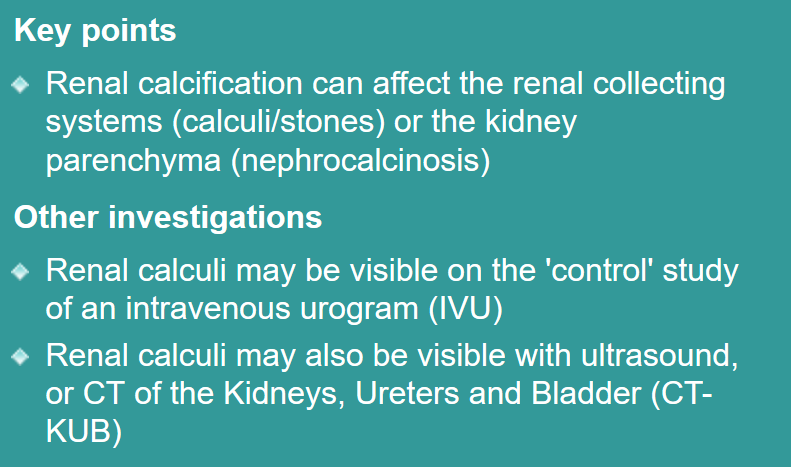 Key points
Renal calcification can affect the renal collecting
systems (calculi/stones) or the kidney
parenchyma (nephrocalcinosis)
Other investigations
Renal calculi may be visible on the 'control' study
of an intravenous urogram (IVU)
Renal calculi may also be visible with ultrasound,
or CT of the Kidneys, Ureters and Bladder (CT-
KUB)